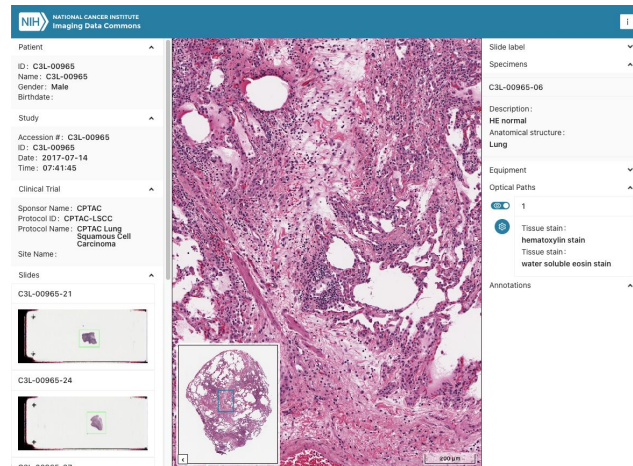 NIH
NATIONAL CANCER INSTITUTE
Imaging Data Commons
i
Patient
ID: C3L-00965
Name: C3L-00965
Gender: Male
Birthdate:
Study
Accession #: C3L-00965
ID: C3L-00965
Date: 2017-07-14
Time: 07:41:45
Clinical Trial
Sponsor Name: CPTAC
Protocol ID: CPTAC-LSCC
Protocol Name: CPTAC Lung
Squamous Cell
Carcinoma
Site Name:
Slides
C3L-00965-21
C3L-00965-24
200 µm
Slide label
Specimens
C3L-00965-06
Description:
HE normal
Anatomical structure:
Lung
Equipment
Optical Paths
1
Tissue stain:
hematoxylin stain
Tissue stain:
water soluble eosin stain
Annotations